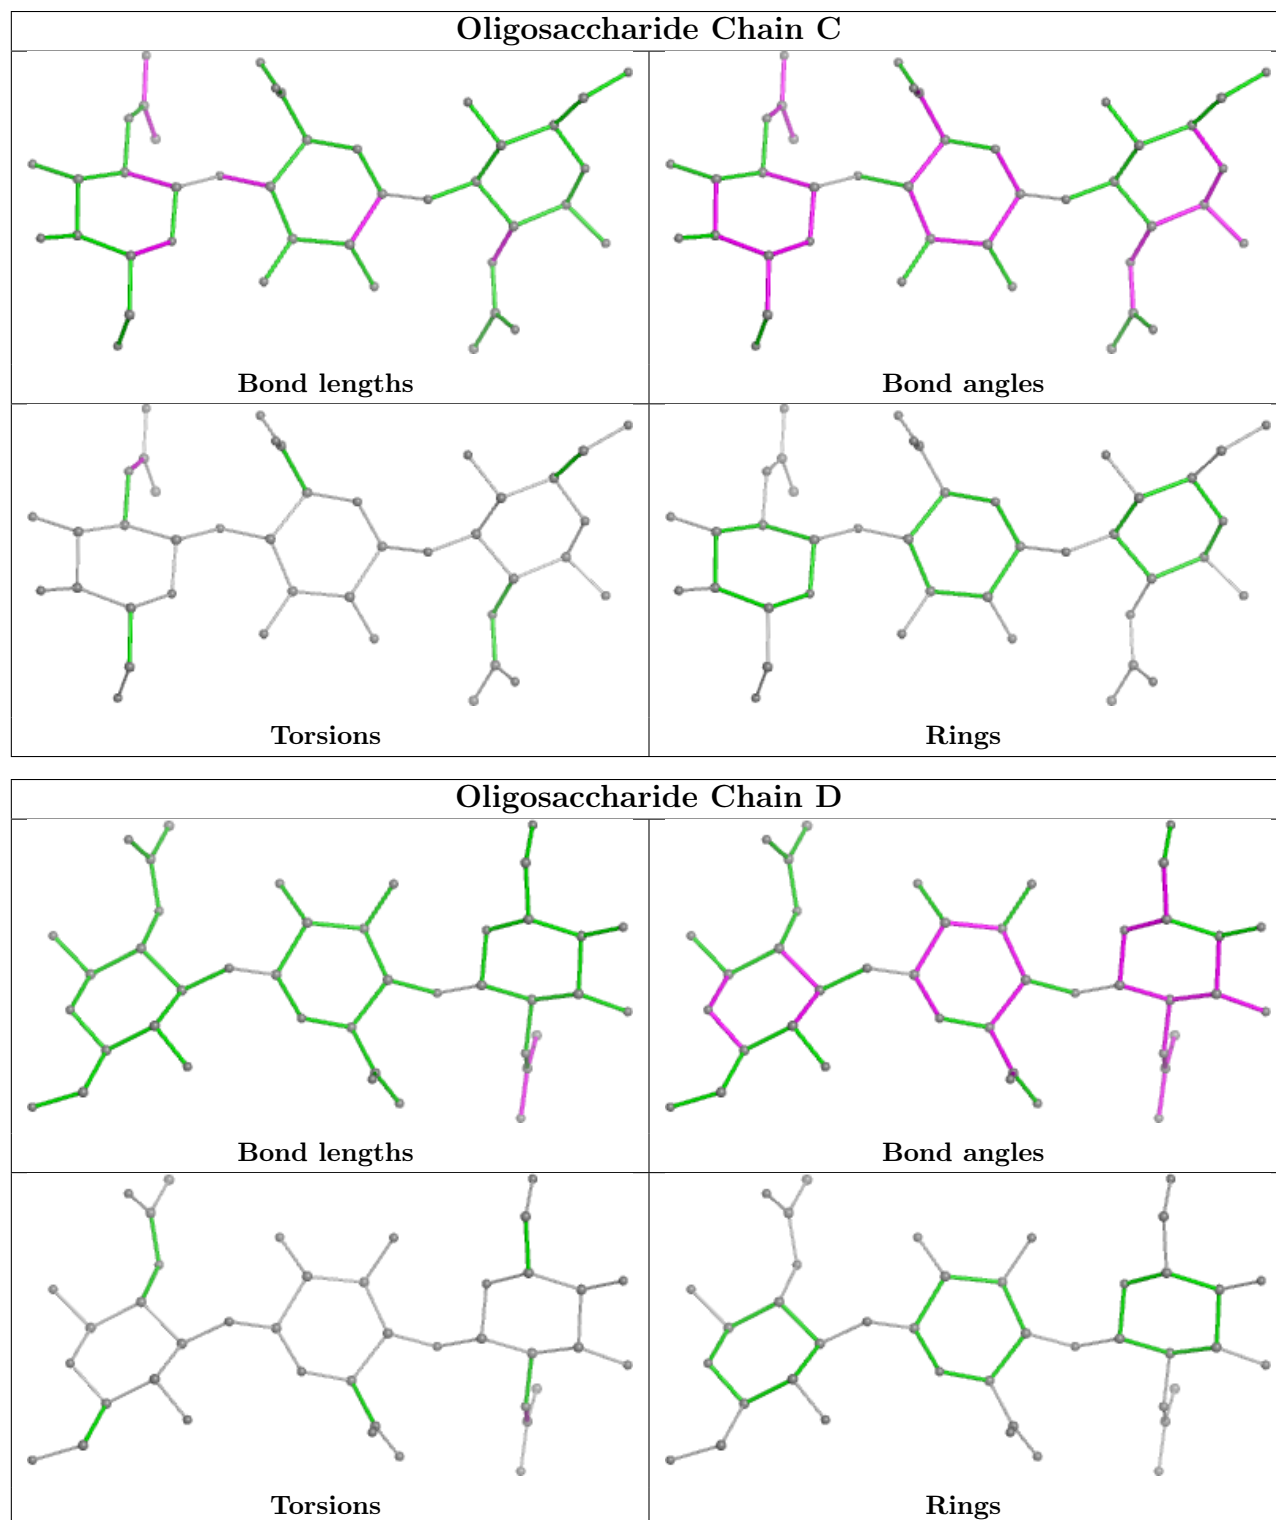 Oligosaccharide Chain C
Bond lengths
Bond angles
Torsions
Rings
Oligosaccharide Chain D
Bond lengths
Bond angles
Torsions
Rings